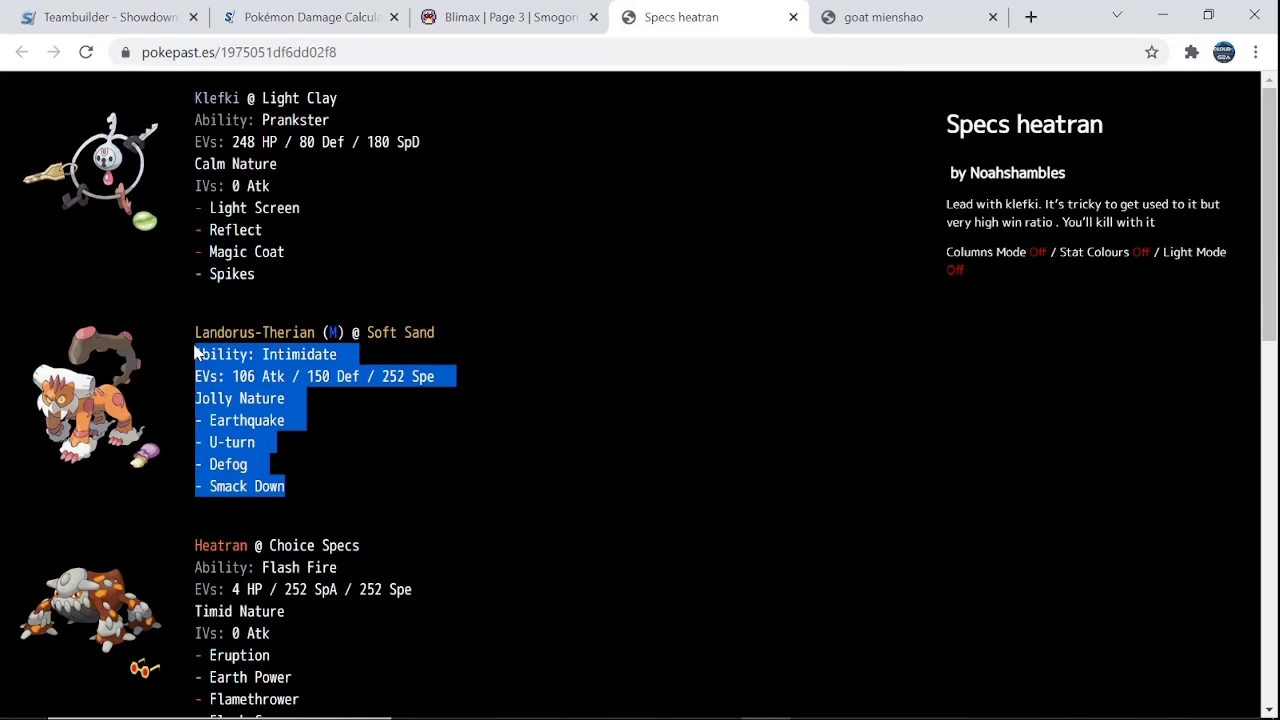 Teambuilder - Showdown
Pokémon Damage Calcul
Blimax | Page 3 | Smogon
Specs heatran
goat mienshao
pokepast.es/1975051df6dd02f8
Klefki @ Light Clay
Ability: Prankster
EVs: 248 HP / 80 Def / 180 SpD
Calm Nature
IVs: 0 Atk
- Light Screen
- Reflect
- Magic Coat
- Spikes
Landorus-Therian (M) @ Soft Sand
Ability: Intimidate
EVs: 106 Atk / 150 Def / 252 Spe
Jolly Nature
- Earthquake
- U-turn
- Defog
- Smack Down
Heatran @ Choice Specs
Ability: Flash Fire
EVs: 4 HP / 252 SpA / 252 Spe
Timid Nature
IVs: 0 Atk
- Eruption
- Earth Power
- Flamethrower
Specs heatran
by Noahshambles
Lead with klefki. It's tricky to get used to it but
very high win ratio . You'll kill with it
Columns Mode Off / Stat Colours Off / Light Mode
Off